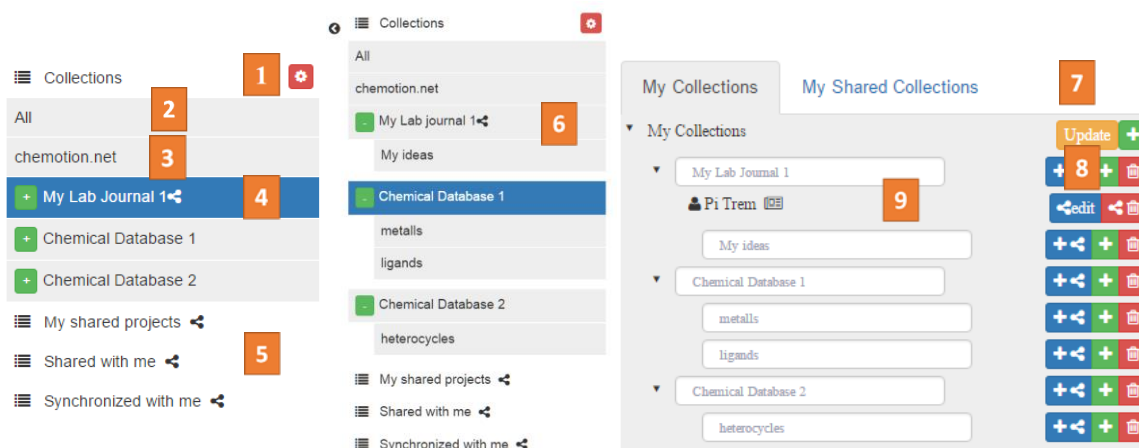 Collections
1
All
2
chemotion.net
3
+ My Lab Journal 1
4
+ Chemical Database 1
+ Chemical Database 2
My shared projects
Shared with me
5
Synchronized with me
Collections
All
chemotion.net
- My Lab journal 1
6
My ideas
- Chemical Database 1
metalls
ligands
- Chemical Database 2
heterocycles
My shared projects
Shared with me
Synchronized with me
My Collections
My Shared Collections
7
My Collections
Update +
My Lab Journal 1
+ 8 +
Pi Trem
9
edit
My ideas
+ +
Chemical Database 1
+ +
metalls
+ +
ligands
+ +
Chemical Database 2
+ +
heterocycles
+ +